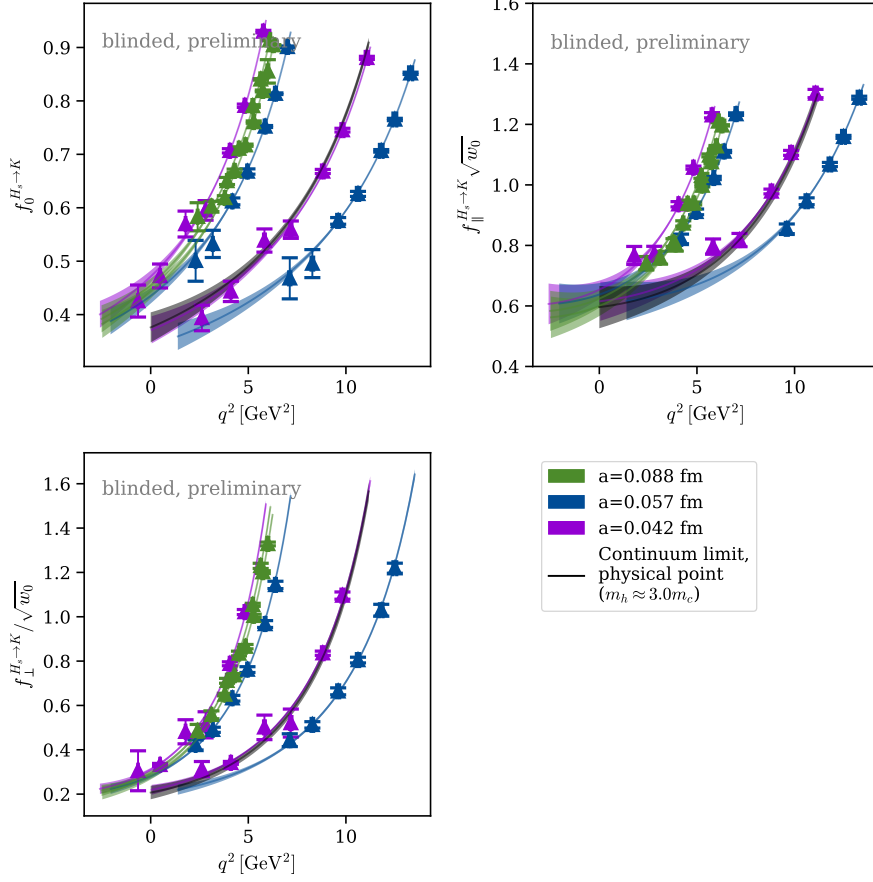 blinded, preliminary
0.9
0.8
0.7
0.6
0.5
0.4
f_0^{H_s→K}
0 5 10
q² [GeV²]
blinded, preliminary
1.6
1.4
1.2
1.0
0.8
0.6
0.4
f_∥^{H_s→K} √w₀
0 5 10
q² [GeV²]
blinded, preliminary
1.6
1.4
1.2
1.0
0.8
0.6
0.4
0.2
f_⊥^{H_s→K}/√w₀
0 5 10
q² [GeV²]
a=0.088 fm
a=0.057 fm
a=0.042 fm
Continuum limit,
physical point
(m_h ≈ 3.0m_c)